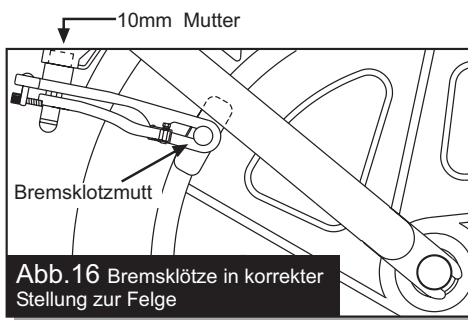 10mm Mutter
Bremsklotzmutt
Abb.16 Bremsklötze in korrekter
Stellung zur Felge